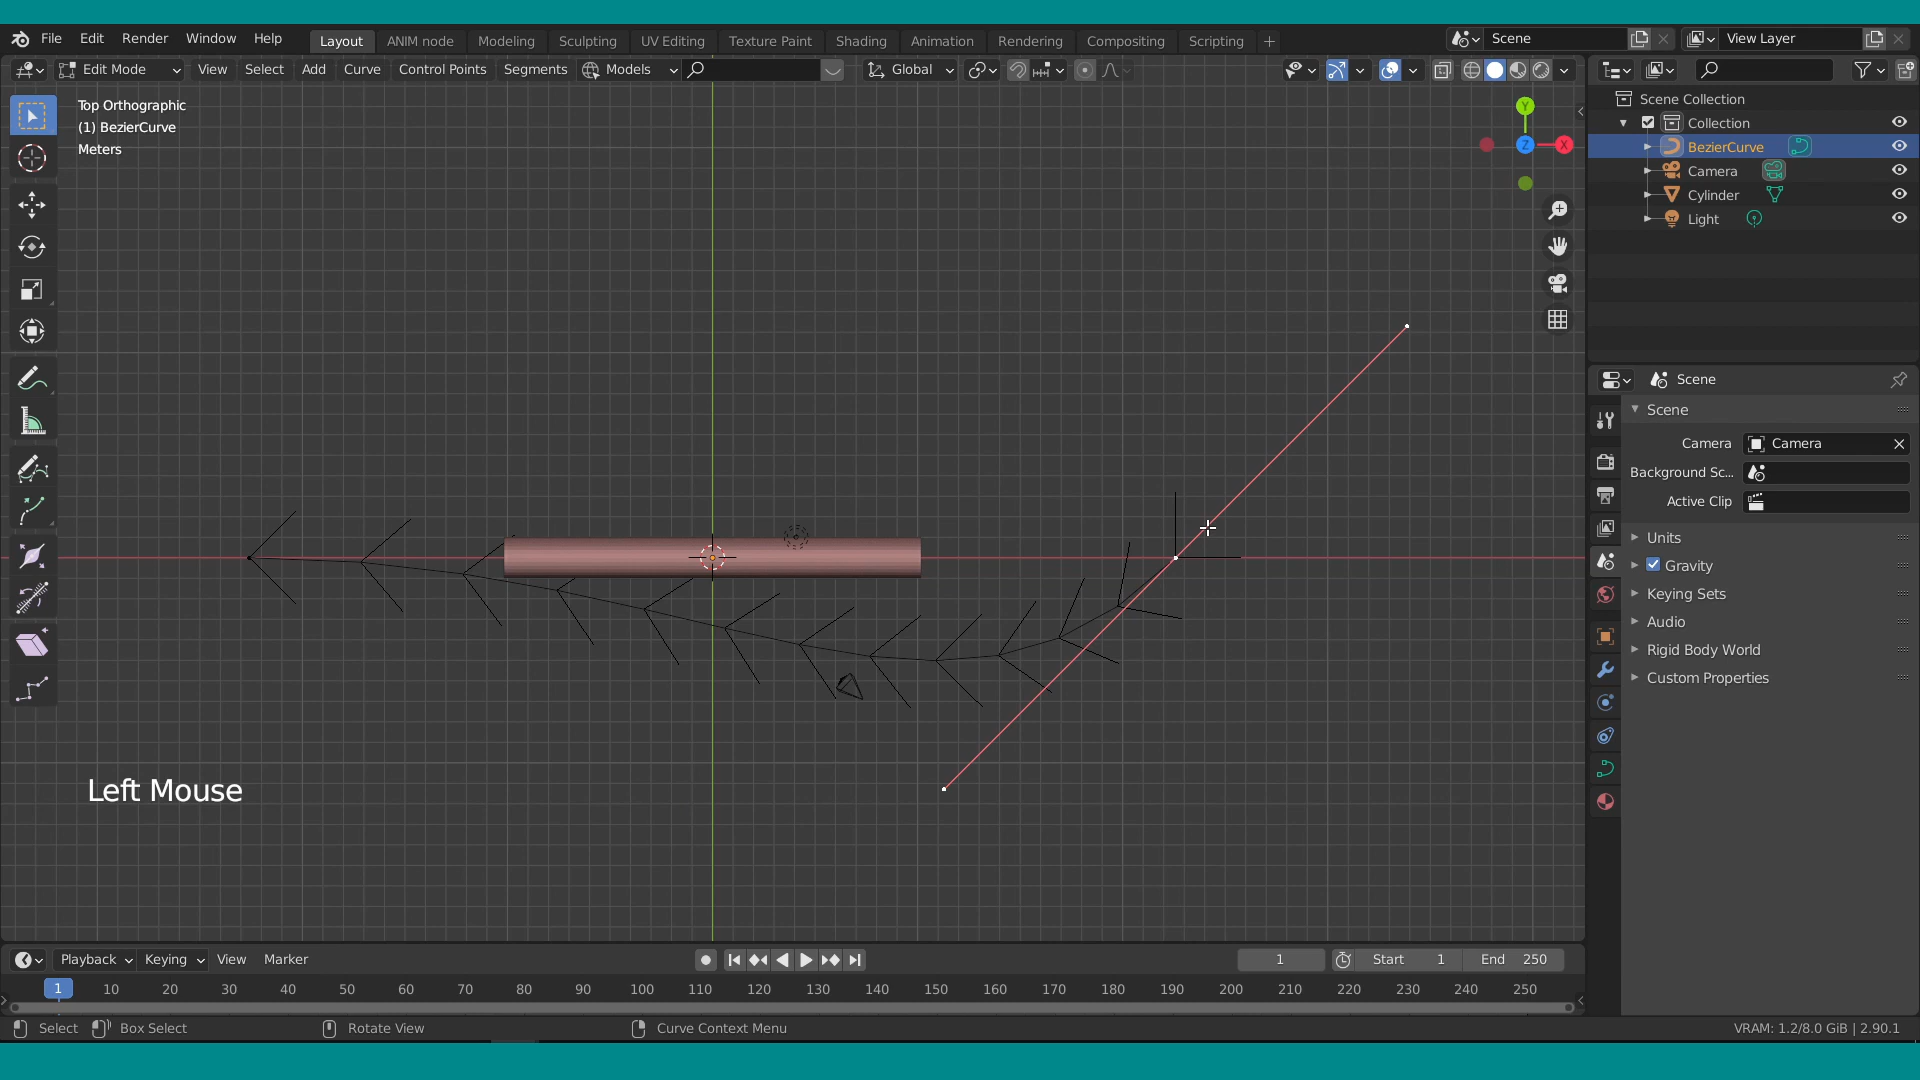 File Edit Render Window Help Layout ANIM node Modeling Sculpting UV Editing Texture Paint Shading Animation Rendering Compositing Scripting + Scene View Layer
Edit Mode View Select Add Curve Control Points Segments Models Global
Top Orthographic
(1) BezierCurve
Meters
Y
Z
X
Scene Collection
Collection
BezierCurve
Camera
Cylinder
Light
Scene
Scene
Camera Camera
Background Sc...
Active Clip
Units
Gravity
Keying Sets
Audio
Rigid Body World
Custom Properties
Left Mouse
Playback Keying View Marker 1 Start 1 End 250
1 10 20 30 40 50 60 70 80 90 100 110 120 130 140 150 160 170 180 190 200 210 220 230 240 250
Select Box Select Rotate View Curve Context Menu VRAM: 1.2/8.0 GiB | 2.90.1